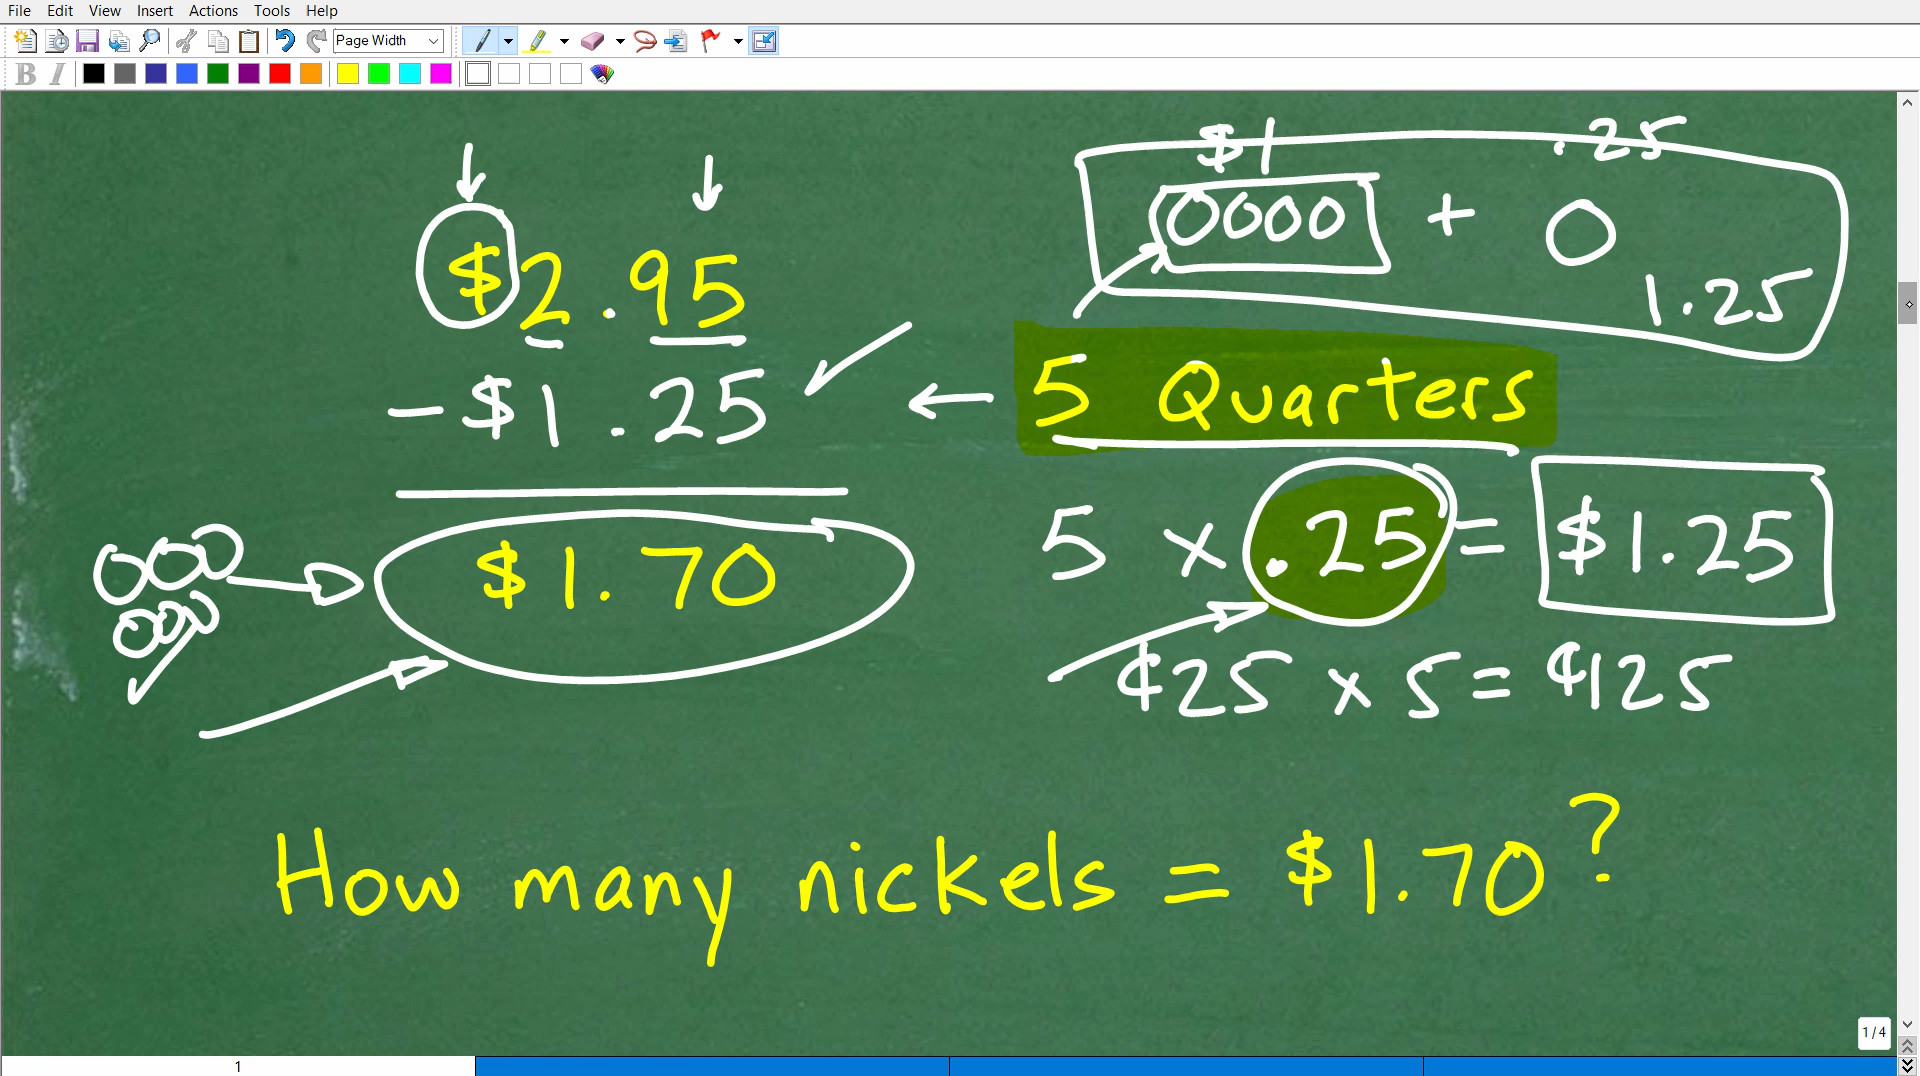 File Edit View Insert Actions Tools Help
Page Width
B I
$1 .25
0000 + O
1.25
$2.95
- $1.25 ← 5 Quarters
$1.70
5 x .25 = $1.25
¢25 x 5 = ¢125
How many nickels = $1.70?
1 / 4
1